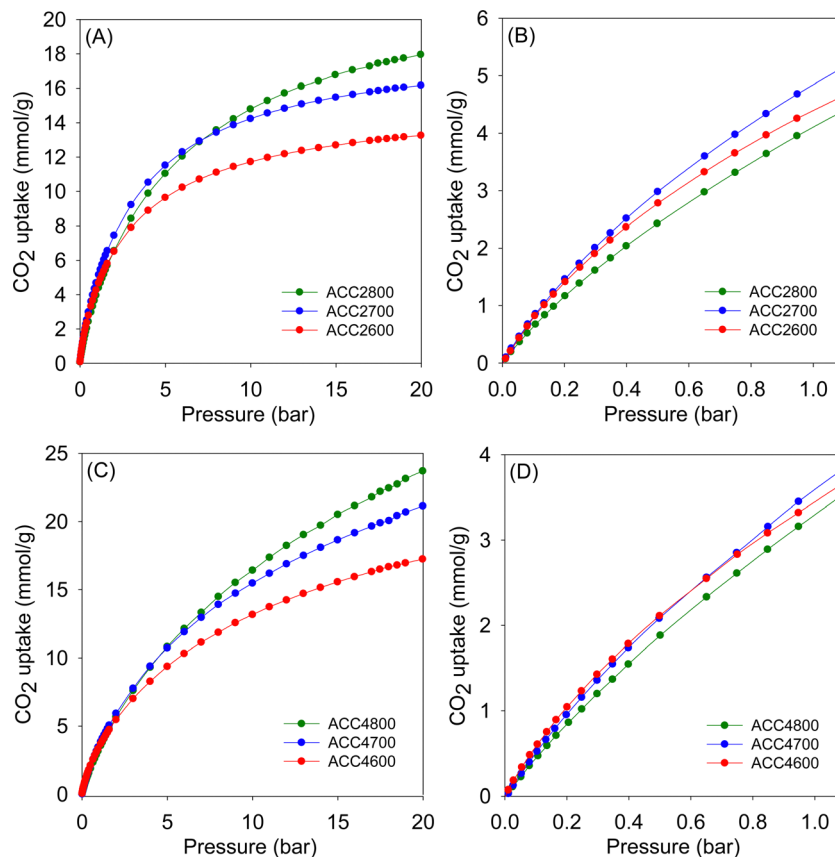 (A)
CO2 uptake (mmol/g)
20
18
16
14
12
10
8
6
4
2
0
ACC2800
ACC2700
ACC2600
0 5 10 15 20
Pressure (bar)
(B)
CO2 uptake (mmol/g)
6
5
4
3
2
1
0
ACC2800
ACC2700
ACC2600
0.0 0.2 0.4 0.6 0.8 1.0
Pressure (bar)
(C)
CO2 uptake (mmol/g)
25
20
15
10
5
0
ACC4800
ACC4700
ACC4600
0 5 10 15 20
Pressure (bar)
(D)
CO2 uptake (mmol/g)
4
3
2
1
0
ACC4800
ACC4700
ACC4600
0.0 0.2 0.4 0.6 0.8 1.0
Pressure (bar)